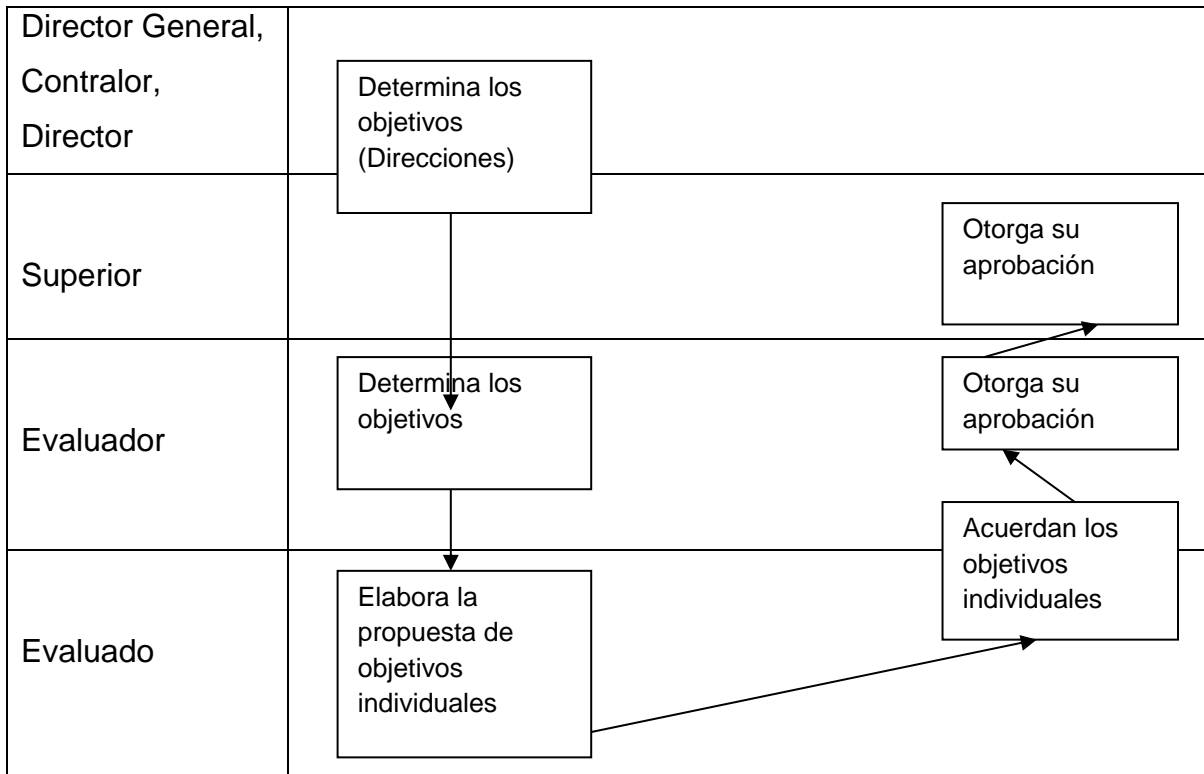 Director General,
Contralor,
Director
Determina los
objetivos
(Direcciones)
Superior
Otorga su
aprobación
Evaluador
Determina los
objetivos
Otorga su
aprobación
Acuerdan los
objetivos
individuales
Evaluado
Elabora la
propuesta de
objetivos
individuales